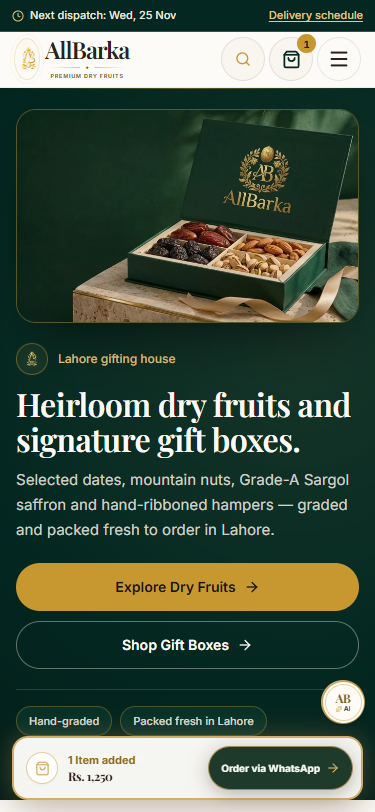 Next dispatch: Wed, 25 Nov
Delivery schedule
AllBarka
PREMIUM DRY FRUITS
1
AB
AllBarka
Lahore gifting house
Heirloom dry fruits and
signature gift boxes.
Selected dates, mountain nuts, Grade-A Sargol
saffron and hand-ribboned hampers — graded
and packed fresh to order in Lahore.
Explore Dry Fruits →
Shop Gift Boxes →
AB
AI
Hand-graded
Packed fresh in Lahore
1 Item added
Rs. 1,250
Order via WhatsApp →